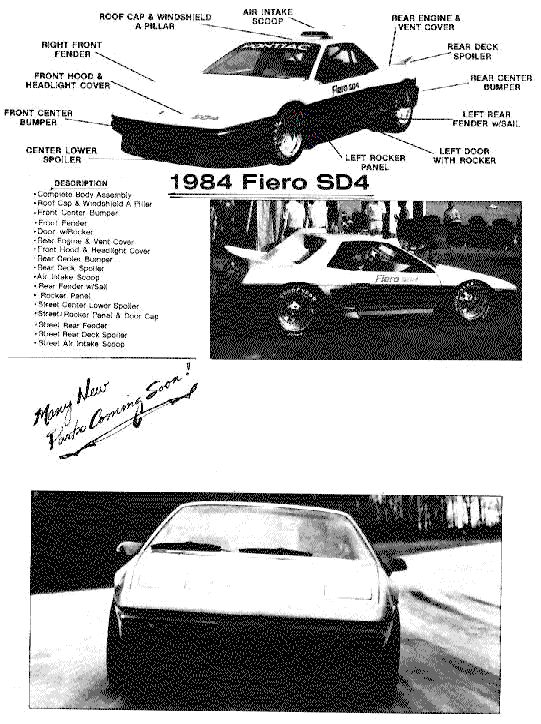 ROOF CAP & WINDSHIELD
A PILLAR
AIR INTAKE
SCOOP
REAR ENGINE &
VENT COVER
RIGHT FRONT
FENDER
REAR DECK
SPOILER
FRONT HOOD &
HEADLIGHT COVER
REAR CENTER
BUMPER
PONTIAC
Fiero SD4
SD4
FRONT CENTER
BUMPER
LEFT REAR
FENDER w/SAIL
CENTER LOWER
SPOILER
LEFT ROCKER
PANEL
LEFT DOOR
WITH ROCKER
1984 Fiero SD4
DESCRIPTION
• Complete Body Assembly
• Roof Cap & Windshield A Pillar
• Front Center Bumper
• Front Fender
• Door w/Rocker
• Rear Engine & Vent Cover
• Front Hood & Headlight Cover
• Rear Center Bumper
• Rear Deck Spoiler
• Air Intake Scoop
• Rear Fender w/Sail
• Rocker Panel
• Street Center Lower Spoiler
• Street/Rocker Panel & Door Cap
• Street Rear Fender
• Street Rear Deck Spoiler
• Street Air Intake Scoop
Fiero SD4
Many New
Parts Coming Soon!